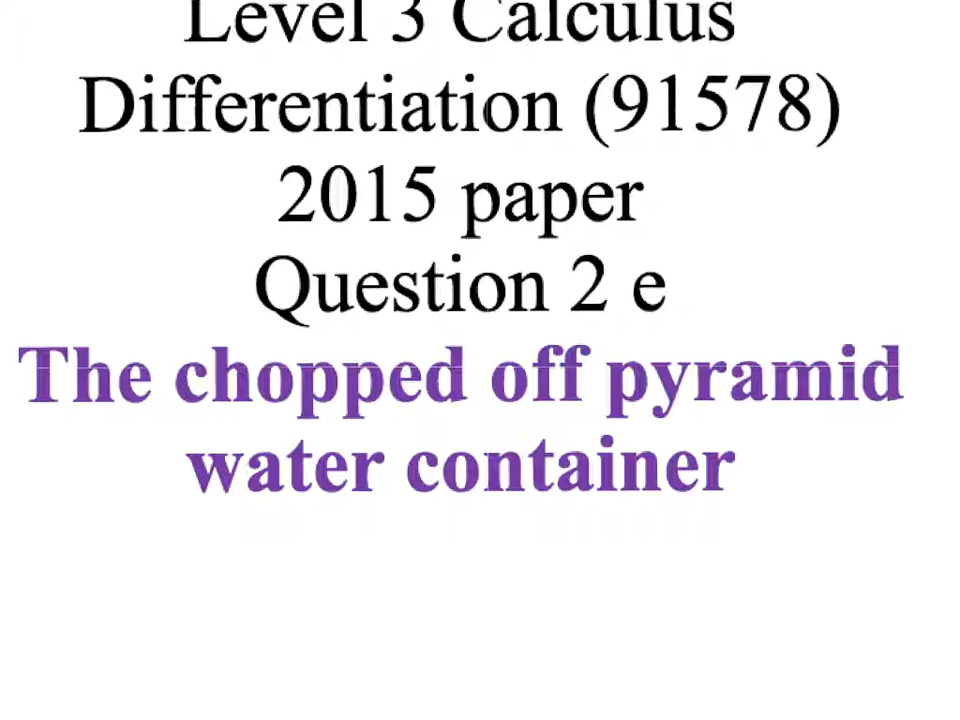 Level 3 Calculus
Differentiation (91578)
2015 paper
Question 2 e
The chopped off pyramid
water container